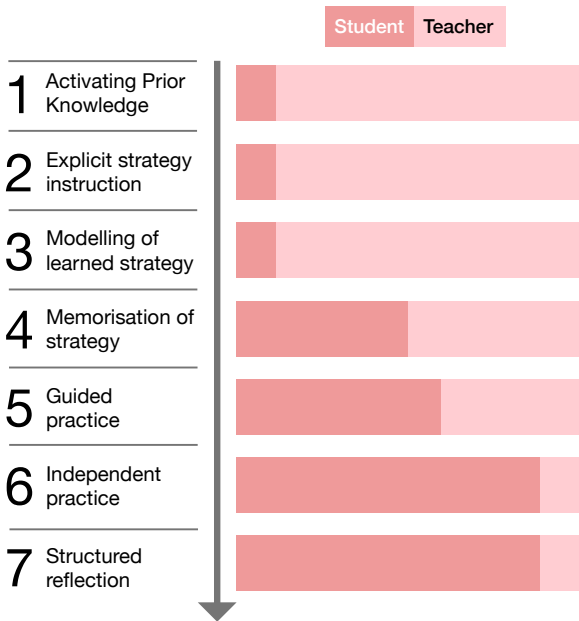 Student Teacher
1 Activating Prior
Knowledge
2 Explicit strategy
instruction
3 Modelling of
learned strategy
4 Memorisation of
strategy
5 Guided
practice
6 Independent
practice
7 Structured
reflection